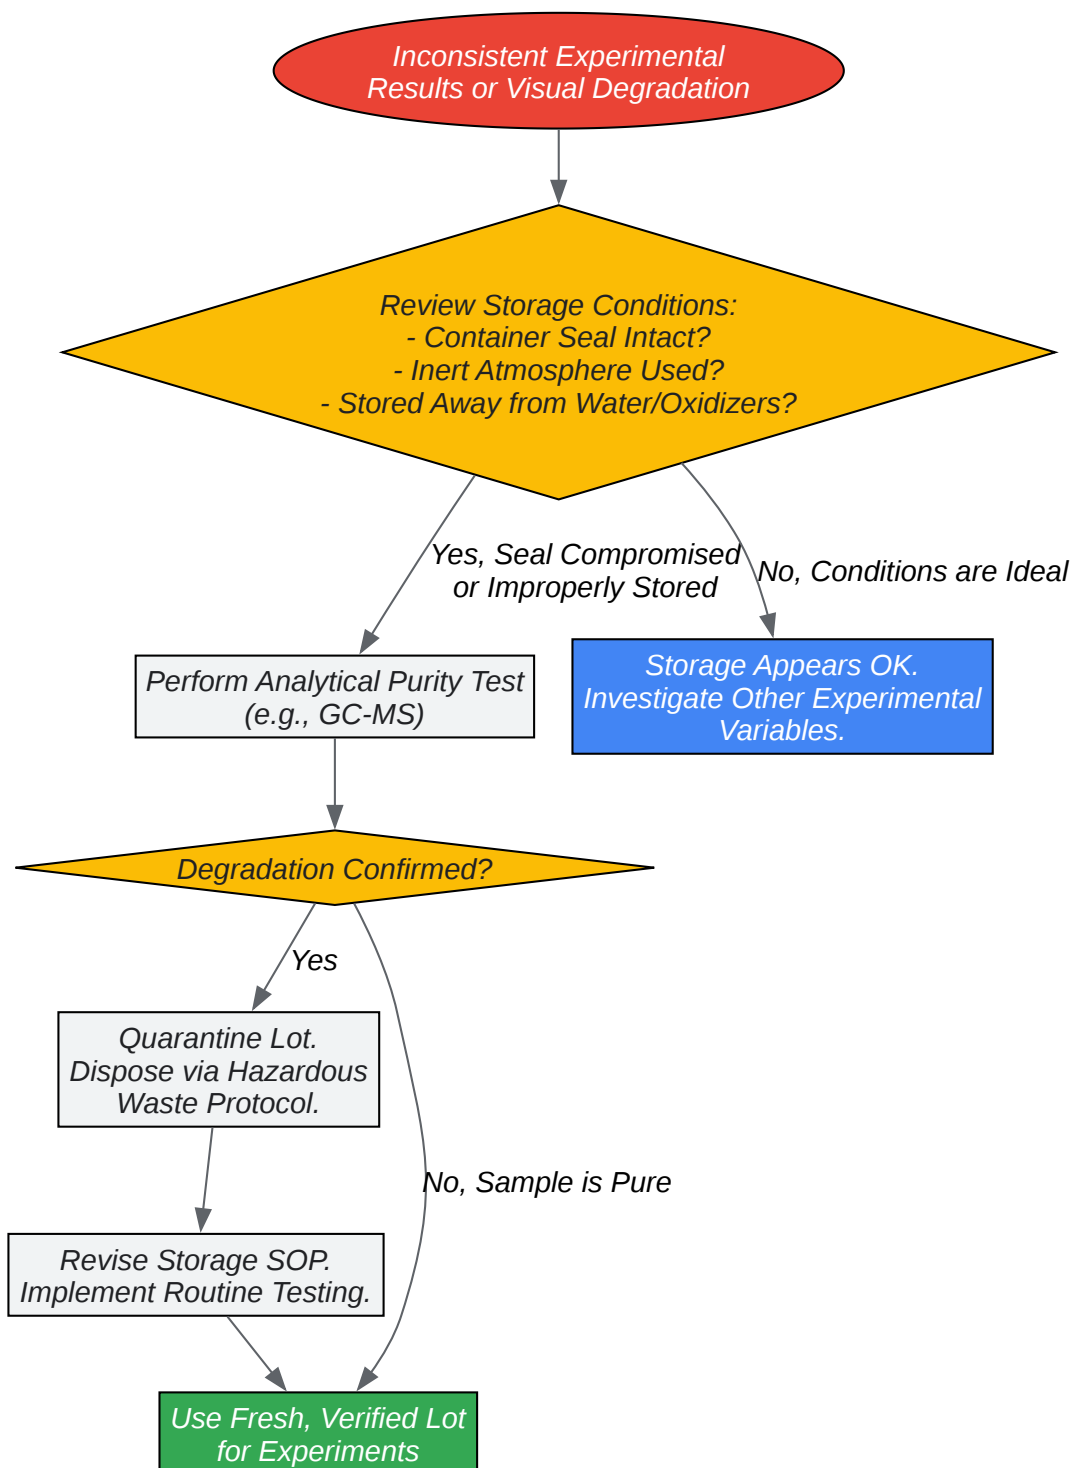 Inconsistent Experimental
Results or Visual Degradation
Review Storage Conditions:
- Container Seal Intact?
- Inert Atmosphere Used?
- Stored Away from Water/Oxidizers?
Yes, Seal Compromised
or Improperly Stored
No, Conditions are Ideal
Perform Analytical Purity Test
(e.g., GC-MS)
Storage Appears OK.
Investigate Other Experimental
Variables.
Degradation Confirmed?
Yes
Quarantine Lot.
Dispose via Hazardous
Waste Protocol.
No, Sample is Pure
Revise Storage SOP.
Implement Routine Testing.
Use Fresh, Verified Lot
for Experiments